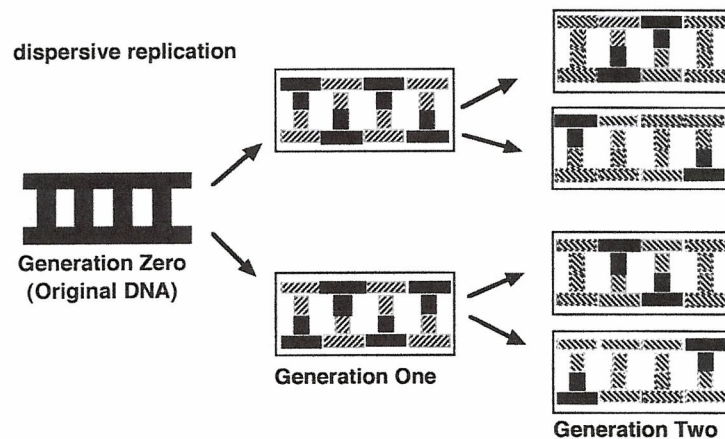 dispersive replication
Generation Zero
(Original DNA)
Generation One
Generation Two